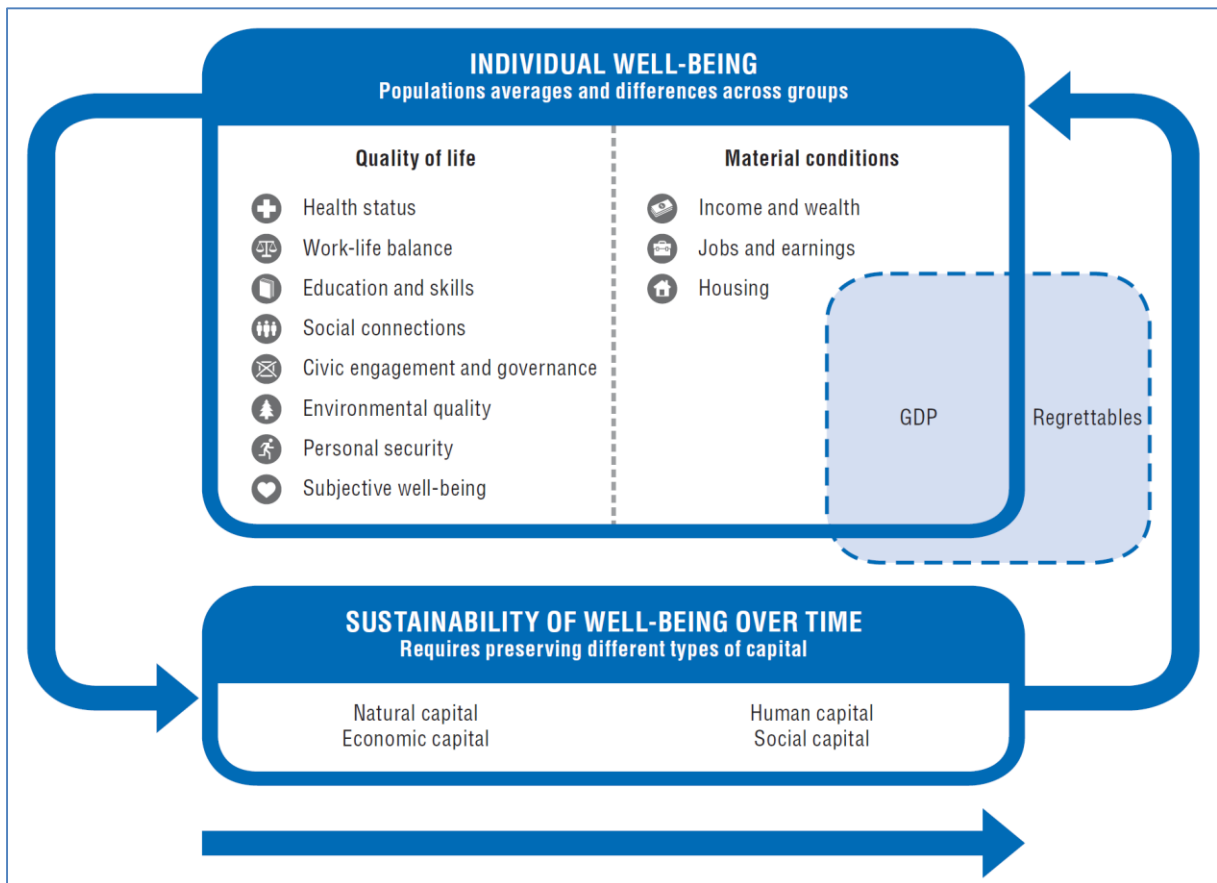 INDIVIDUAL WELL-BEING
Populations averages and differences across groups
Quality of life
Health status
Work-life balance
Education and skills
Social connections
Civic engagement and governance
Environmental quality
Personal security
Subjective well-being
Material conditions
Income and wealth
Jobs and earnings
Housing
GDP
Regrettables
SUSTAINABILITY OF WELL-BEING OVER TIME
Requires preserving different types of capital
Natural capital
Economic capital
Human capital
Social capital